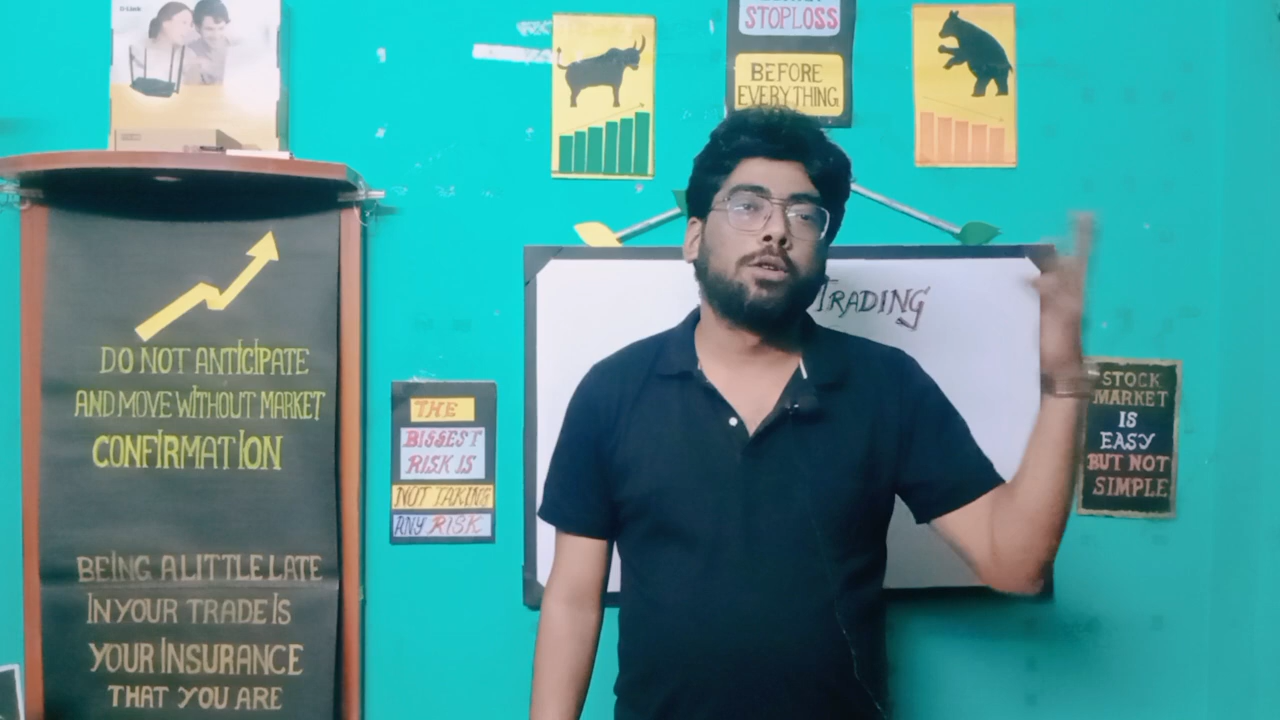 D-Link
STOPLOSS
BEFORE
EVERYTHING
TRADING
DO NOT ANTICIPATE
AND MOVE WITHOUT MARKET
CONFIRMATION
BEING A LITTLE LATE
IN YOUR TRADE IS
YOUR INSURANCE
THAT YOU ARE
THE
BIGGEST
RISK IS
NOT TAKING
ANY RISK
STOCK
MARKET
IS
EASY
BUT NOT
SIMPLE